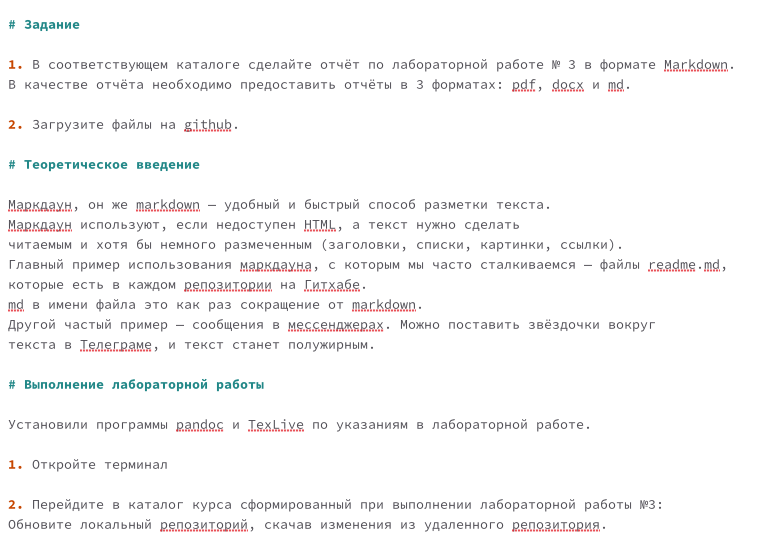 # Задание
1. В соответствующем каталоге сделайте отчёт по лабораторной работе № 3 в формате Markdown.
В качестве отчёта необходимо предоставить отчёты в 3 форматах: pdf, docx и md.
2. Загрузите файлы на github.
# Теоретическое введение
Маркдаун, он же markdown — удобный и быстрый способ разметки текста.
Маркдаун используют, если недоступен HTML, а текст нужно сделать
читаемым и хотя бы немного размеченным (заголовки, списки, картинки, ссылки).
Главный пример использования маркдауна, с которым мы часто сталкиваемся — файлы readme.md,
которые есть в каждом репозитории на Гитхабе.
md в имени файла это как раз сокращение от markdown.
Другой частый пример — сообщения в мессенджерах. Можно поставить звёздочки вокруг
текста в Телеграме, и текст станет полужирным.
# Выполнение лабораторной работы
Установили программы pandoc и TexLive по указаниям в лабораторной работе.
1. Откройте терминал
2. Перейдите в каталог курса сформированный при выполнении лабораторной работы №3:
Обновите локальный репозиторий, скачав изменения из удаленного репозитория.